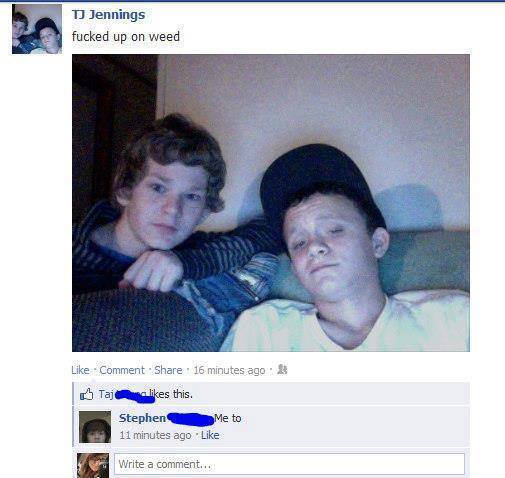 TJ Jennings
fucked up on weed
Like · Comment · Share · 16 minutes ago ·
Taj likes this.
Stephen Me to
11 minutes ago · Like
Write a comment...